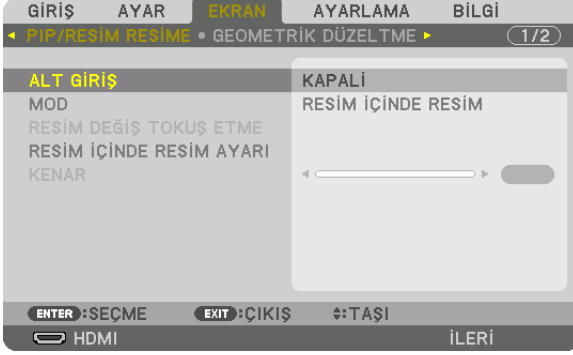 GİRİŞ AYAR EKRAN AYARLAMA BİLGİ
PIP/RESİM RESİME • GEOMETRİK DÜZELTME 1/2
ALT GİRİŞ KAPALI
MOD RESİM İÇİNDE RESİM
RESİM DEĞİŞ TOKUŞ ETME
RESİM İÇİNDE RESİM AYARI
KENAR
ENTER :SEÇME EXIT :ÇIKIŞ :TAŞI
HDMI İLERİ